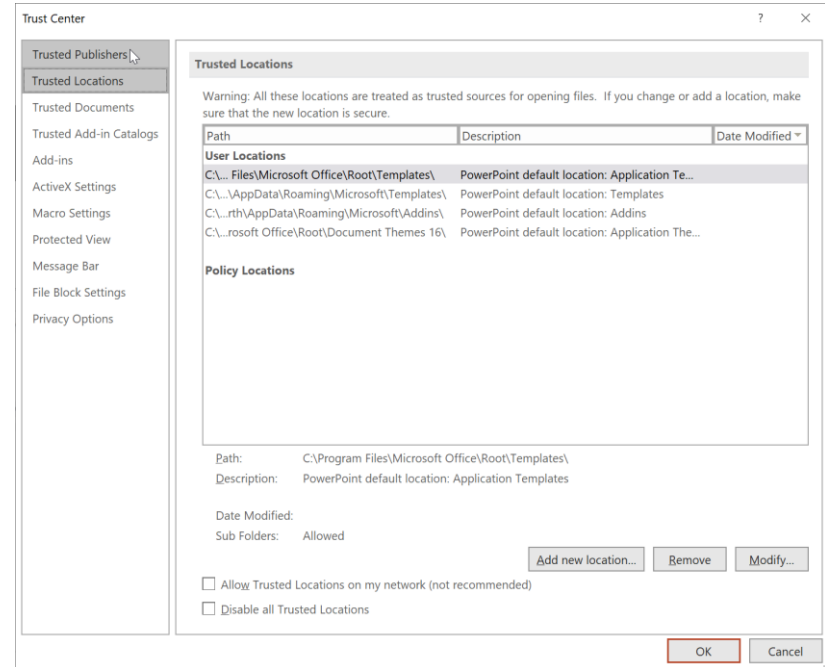 Trust Center
?
Trusted Publishers
Trusted Locations
Trusted Documents
Trusted Add-in Catalogs
Add-ins
ActiveX Settings
Macro Settings
Protected View
Message Bar
File Block Settings
Privacy Options
Trusted Locations
Warning: All these locations are treated as trusted sources for opening files. If you change or add a location, make
sure that the new location is secure.
Path Description Date Modified
User Locations
C:\... Files\Microsoft Office\Root\Templates\ PowerPoint default location: Application Te...
C:\...\AppData\Roaming\Microsoft\Templates\ PowerPoint default location: Templates
C:\...rth\AppData\Roaming\Microsoft\Addins\ PowerPoint default location: Addins
C:\...rosoft Office\Root\Document Themes 16\ PowerPoint default location: Application The...
Policy Locations
Path: C:\Program Files\Microsoft Office\Root\Templates\
Description: PowerPoint default location: Application Templates
Date Modified:
Sub Folders: Allowed
Add new location... Remove Modify...
Allow Trusted Locations on my network (not recommended)
Disable all Trusted Locations
OK Cancel